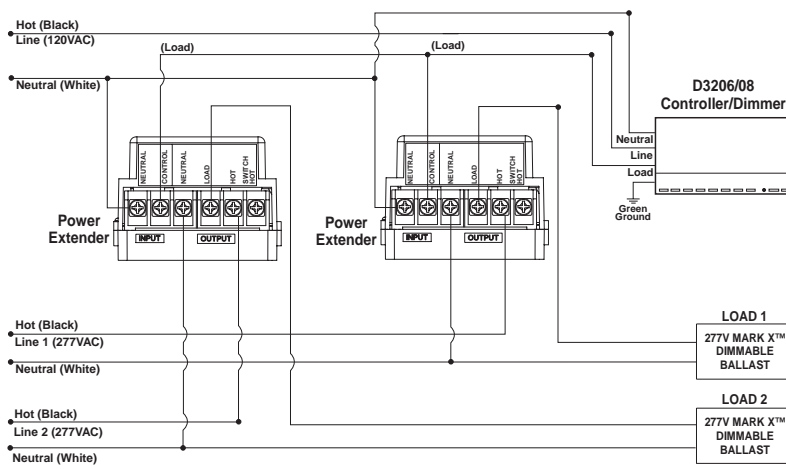 Hot (Black)
Line (120VAC)
(Load)
(Load)
Neutral (White)
D3206/08
Controller/Dimmer
Neutral
Line
Load
Green
Ground
NEUTRAL
CONTROL
NEUTRAL
LOAD
HOT
SWITCH
HOT
NEUTRAL
CONTROL
NEUTRAL
LOAD
HOT
SWITCH
HOT
Power
Extender
INPUT
OUTPUT
Power
Extender
INPUT
OUTPUT
Hot (Black)
Line 1 (277VAC)
Neutral (White)
LOAD 1
277V MARK X™
DIMMABLE
BALLAST
Hot (Black)
Line 2 (277VAC)
Neutral (White)
LOAD 2
277V MARK X™
DIMMABLE
BALLAST